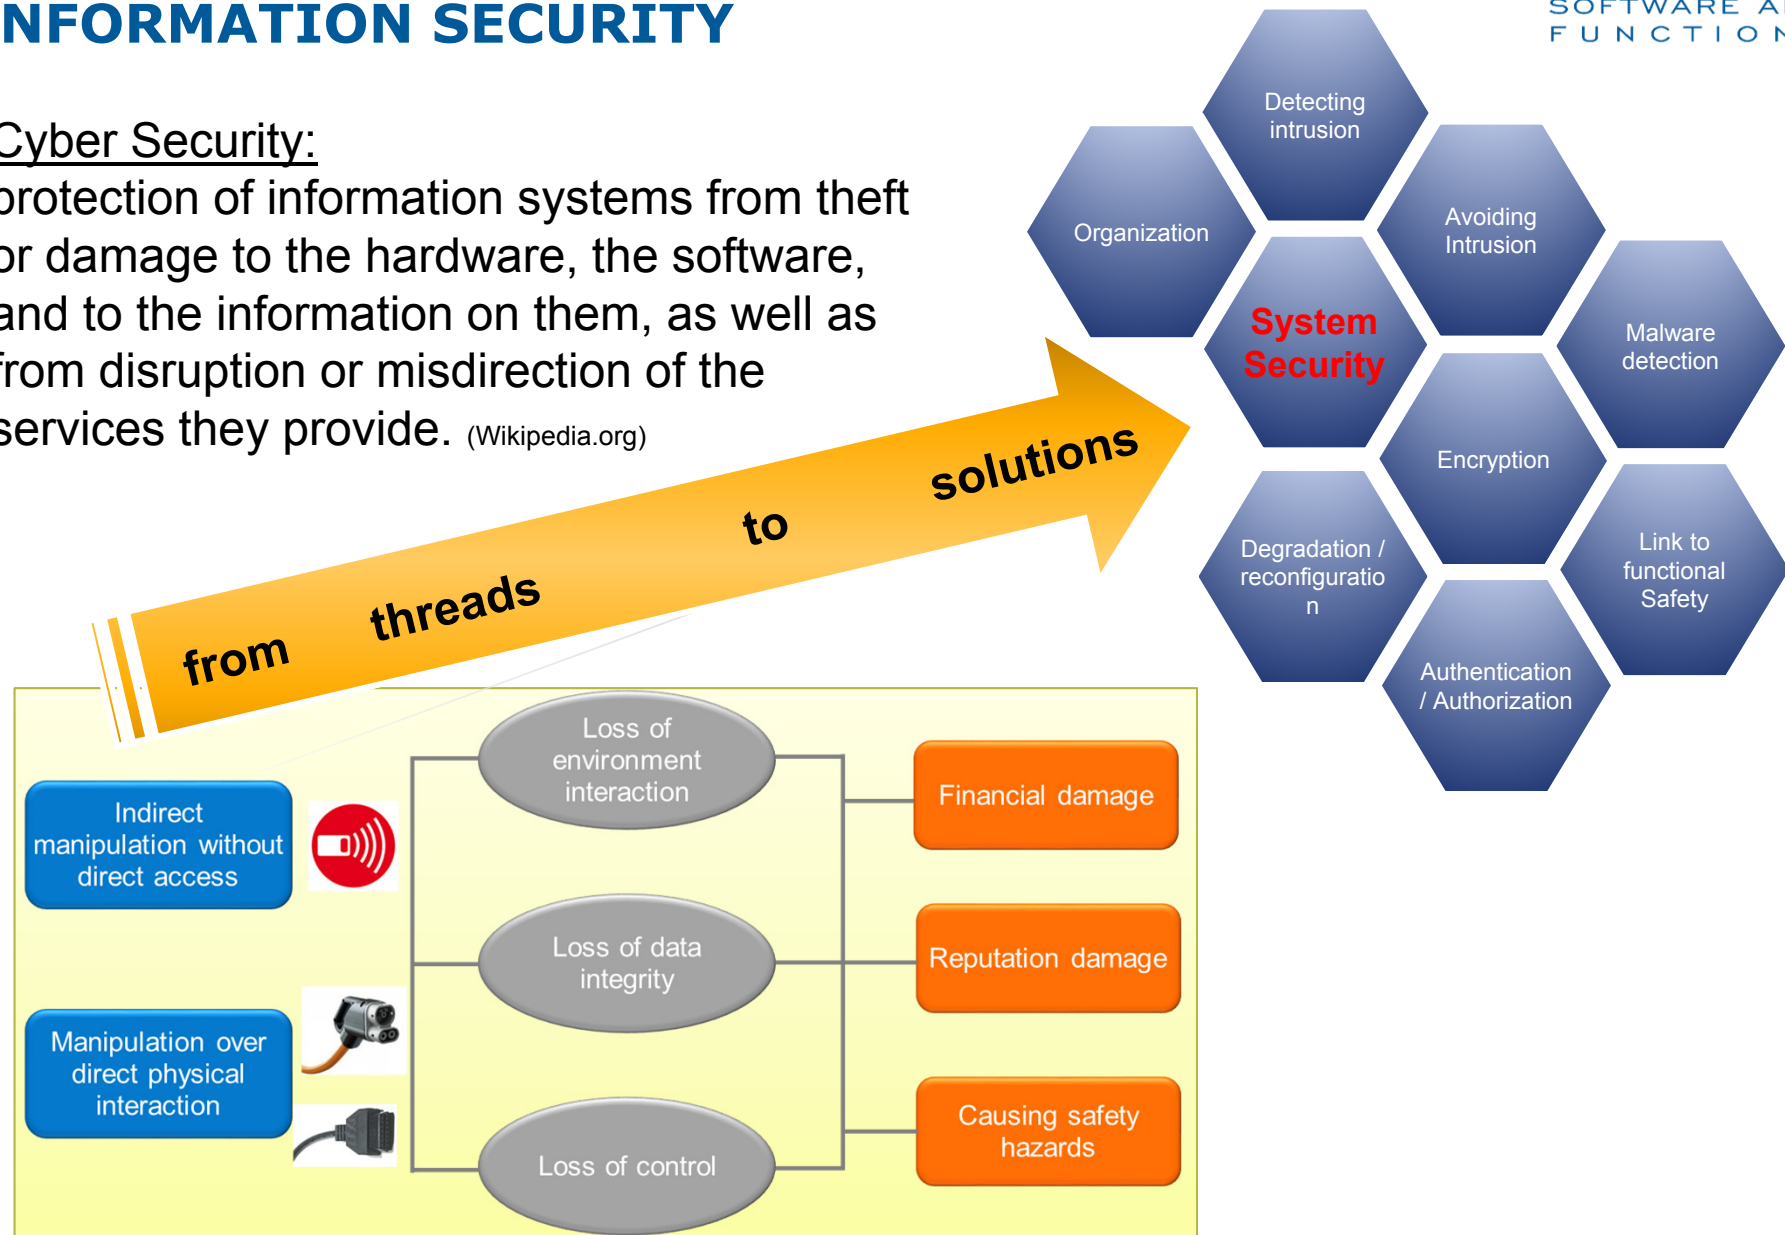 NFORMATION SECURITY
SOFTWARE A
FUNCTION
Cyber Security:
protection of information systems from theft
or damage to the hardware, the software,
and to the information on them, as well as
from disruption or misdirection of the
services they provide. (Wikipedia.org)
from threads to solutions
Detecting
intrusion
Organization
Avoiding
Intrusion
System
Security
Malware
detection
Encryption
Degradation /
reconfiguratio
n
Link to
functional
Safety
Authentication
/ Authorization
Indirect
manipulation without
direct access
Manipulation over
direct physical
interaction
Loss of
environment
interaction
Loss of data
integrity
Loss of control
Financial damage
Reputation damage
Causing safety
hazards